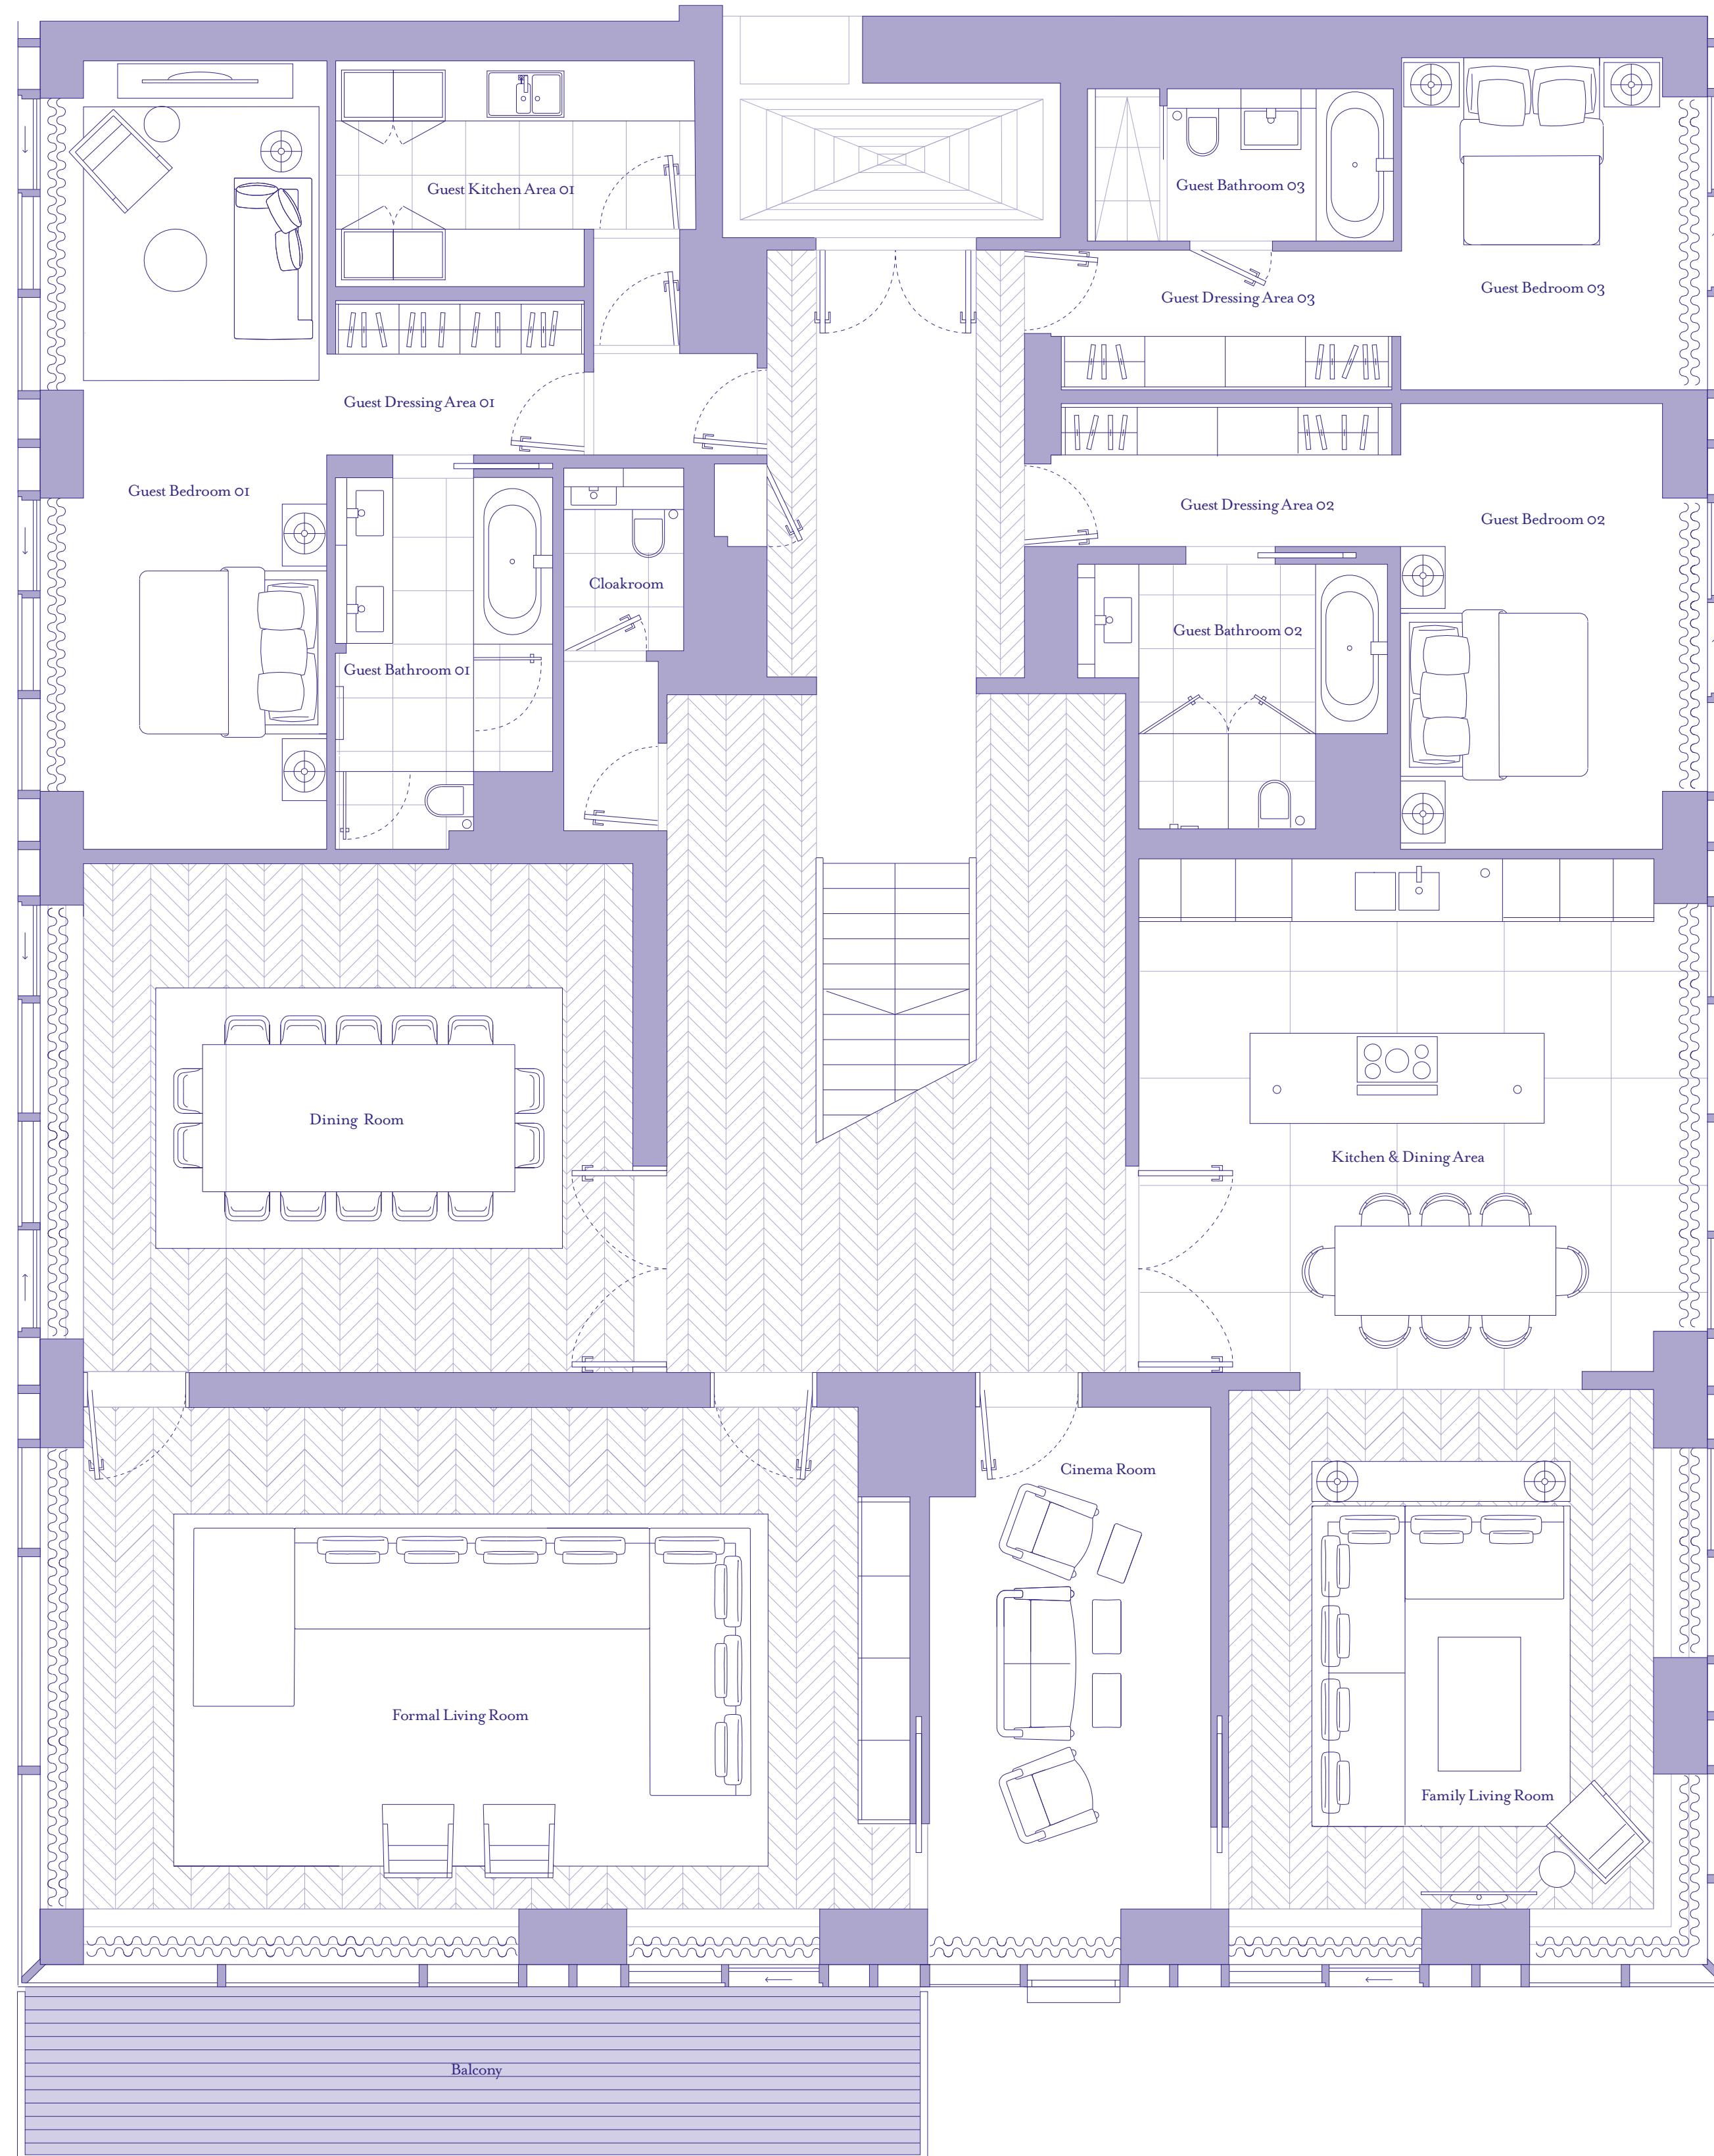 Guest Kitchen Area 01
Guest Bathroom 03
Guest Bedroom 03
Guest Dressing Area 03
Guest Dressing Area 01
Guest Bedroom 01
Guest Dressing Area 02
Guest Bedroom 02
Cloakroom
Guest Bathroom 02
Guest Bathroom 01
Dining Room
Kitchen & Dining Area
Cinema Room
Formal Living Room
Family Living Room
Balcony